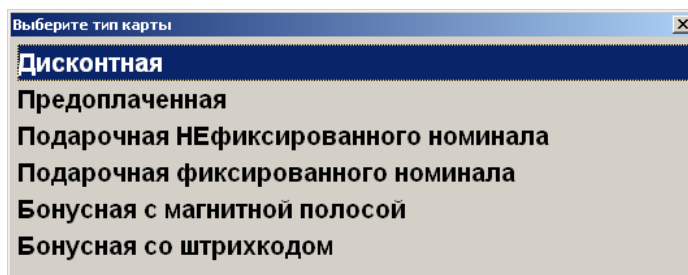 Выберите тип карты
Дисконтная
Предоплаченная
Подарочная НЕфиксированного номинала
Подарочная фиксированного номинала
Бонусная с магнитной полосой
Бонусная со штрихкодом